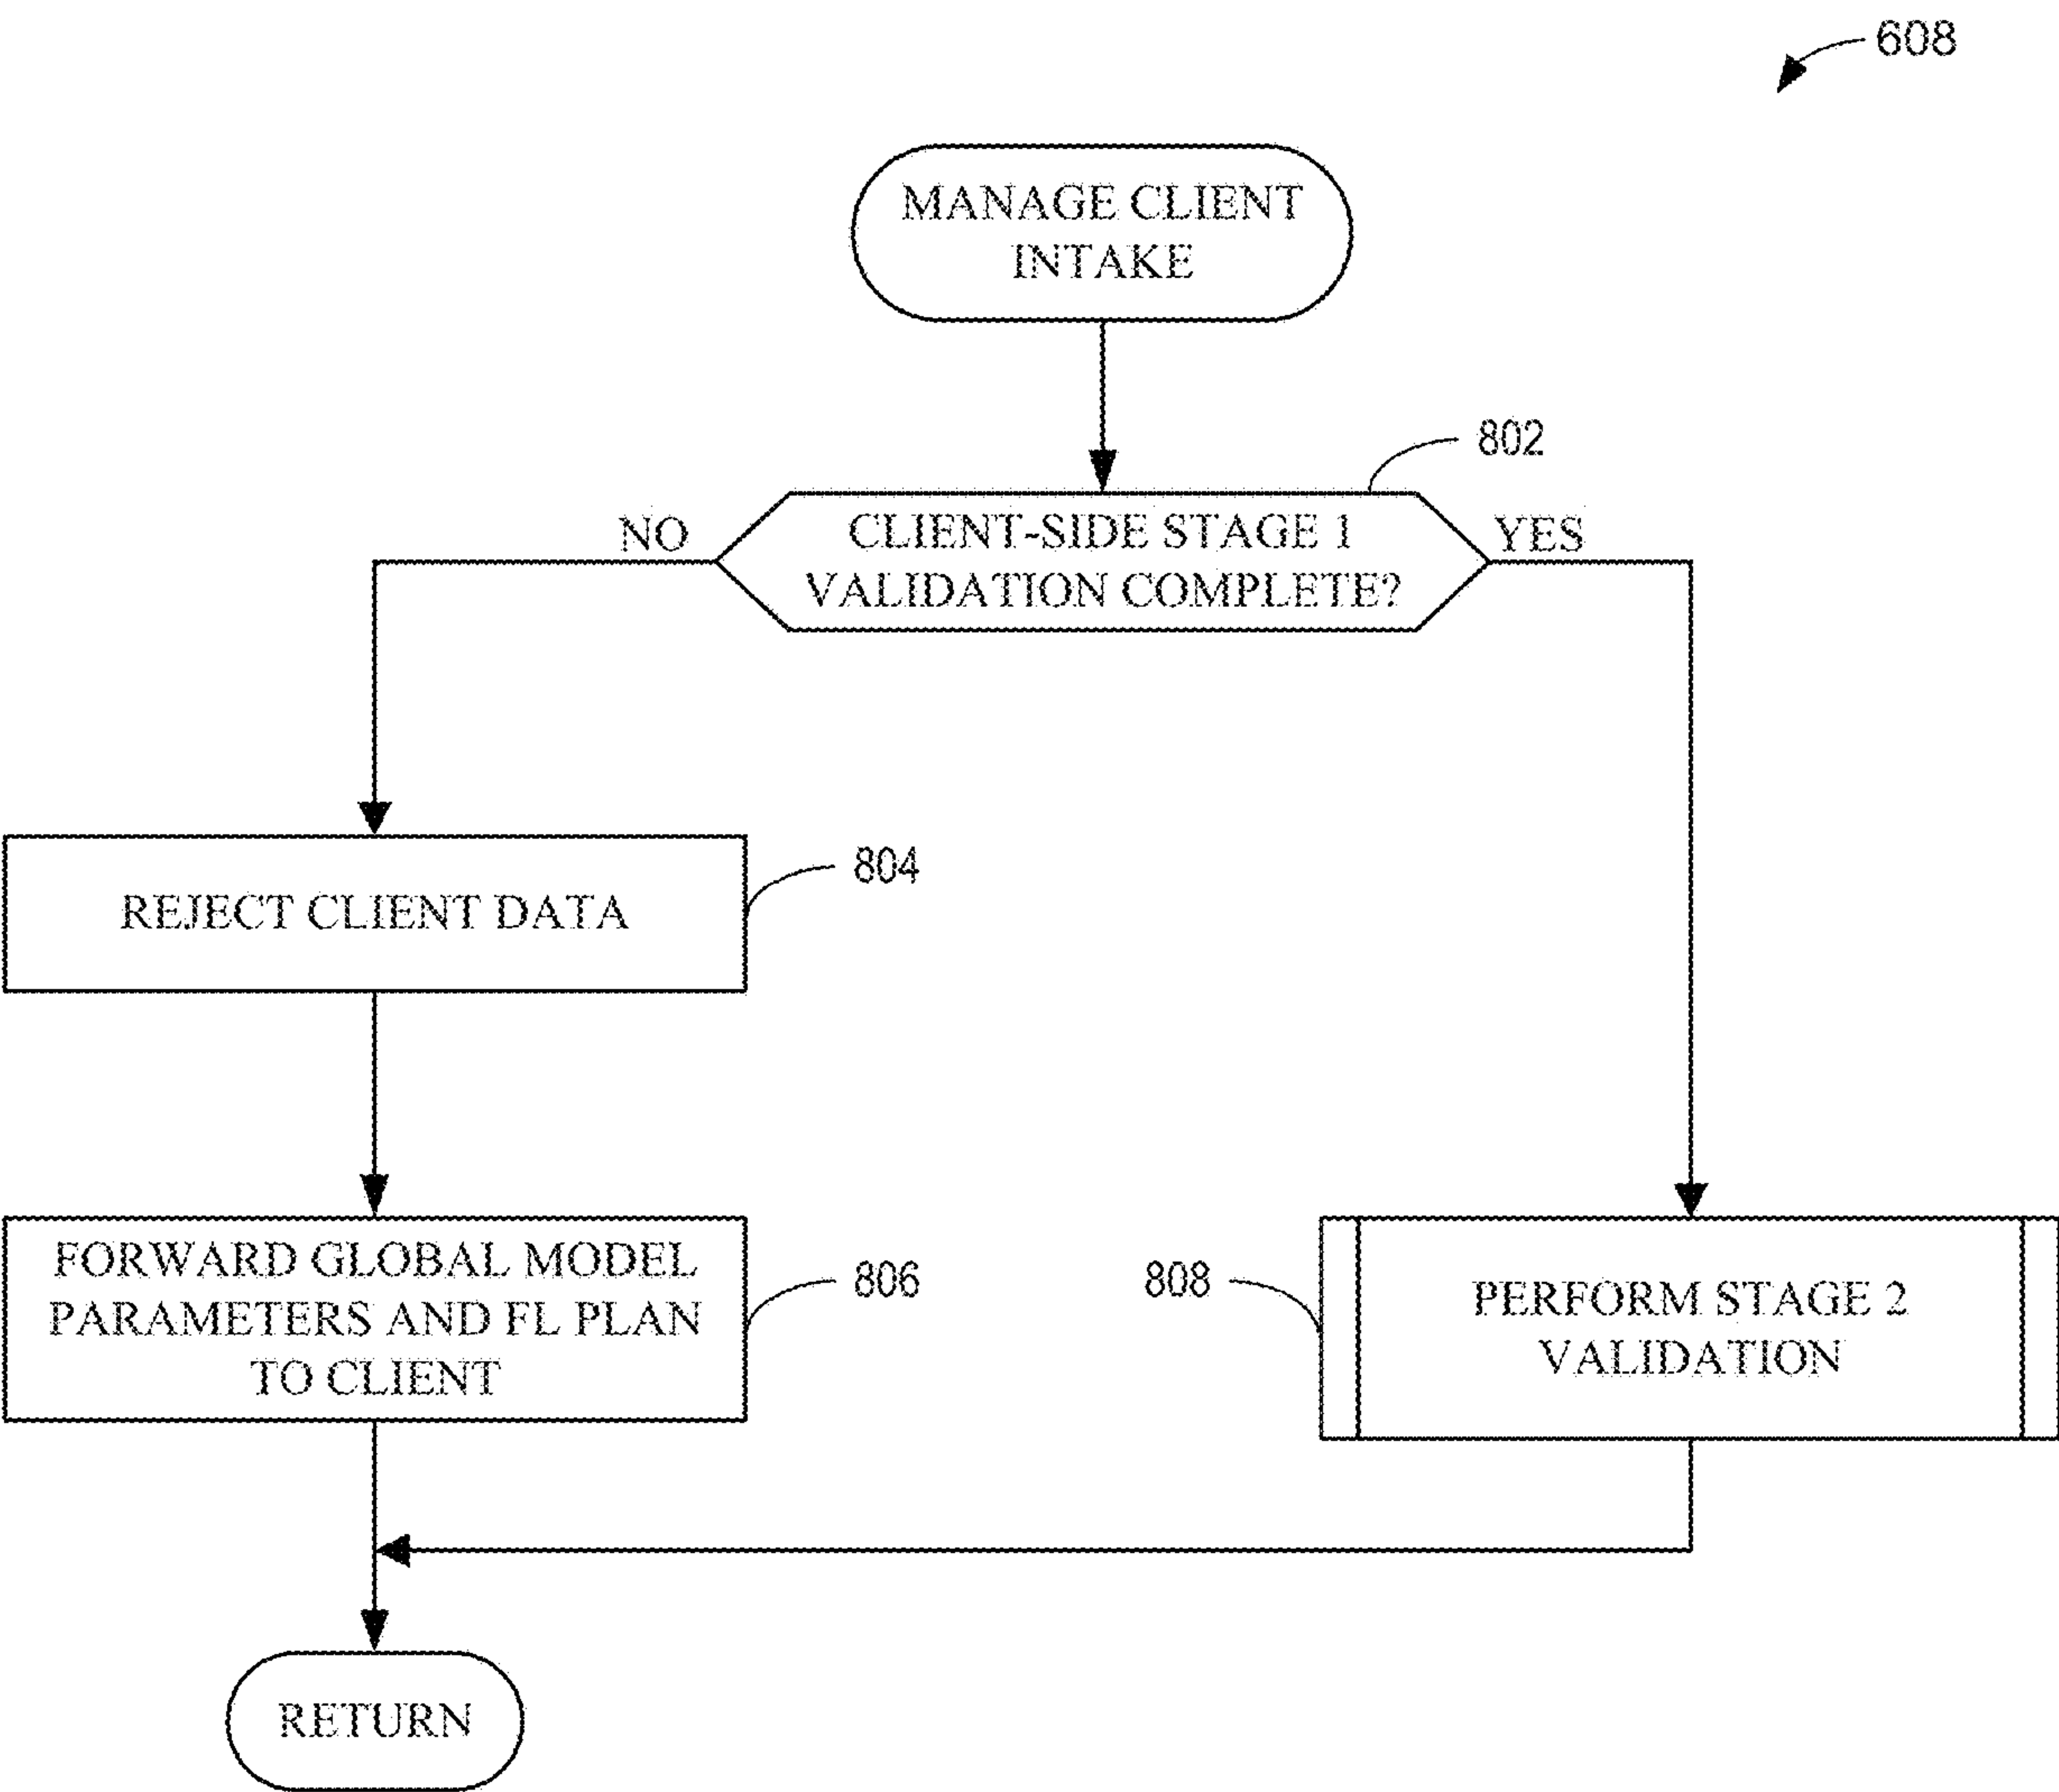 608
MANAGE CLIENT
INTAKE
802
NO
CLIENT-SIDE STAGE 1
VALIDATION COMPLETE?
YES
REJECT CLIENT DATA
804
FORWARD GLOBAL MODEL
PARAMETERS AND FL PLAN
TO CLIENT
806
808
PERFORM STAGE 2
VALIDATION
RETURN